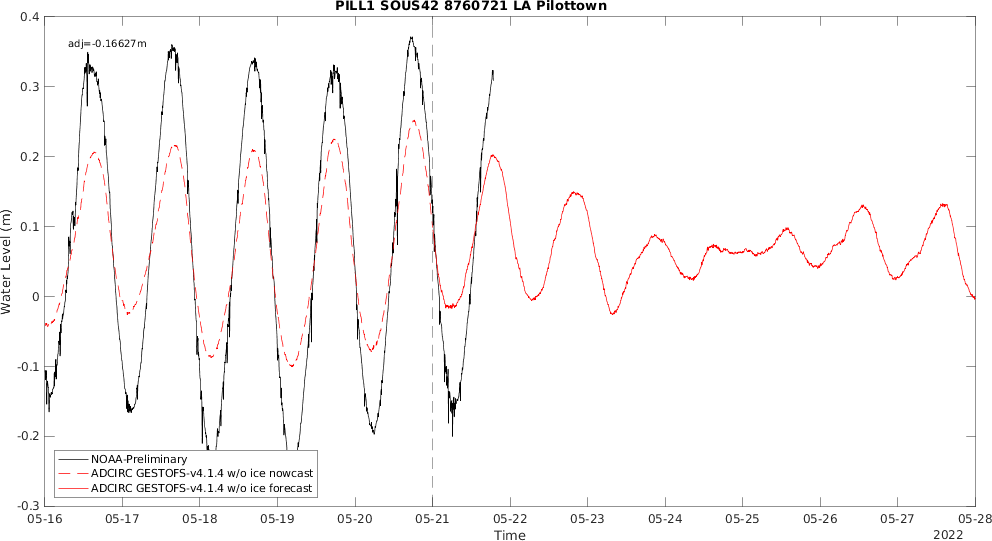 PILL1 SOUS42 8760721 LA Pilottown
adj=-0.16627m
0.4
0.3
0.2
0.1
0
-0.1
-0.2
-0.3
Water Level (m)
NOAA-Preliminary
ADCIRC GESTOFS-v4.1.4 w/o ice nowcast
ADCIRC GESTOFS-v4.1.4 w/o ice forecast
05-16 05-17 05-18 05-19 05-20 05-21 05-22 05-23 05-24 05-25 05-26 05-27 05-28
Time
2022